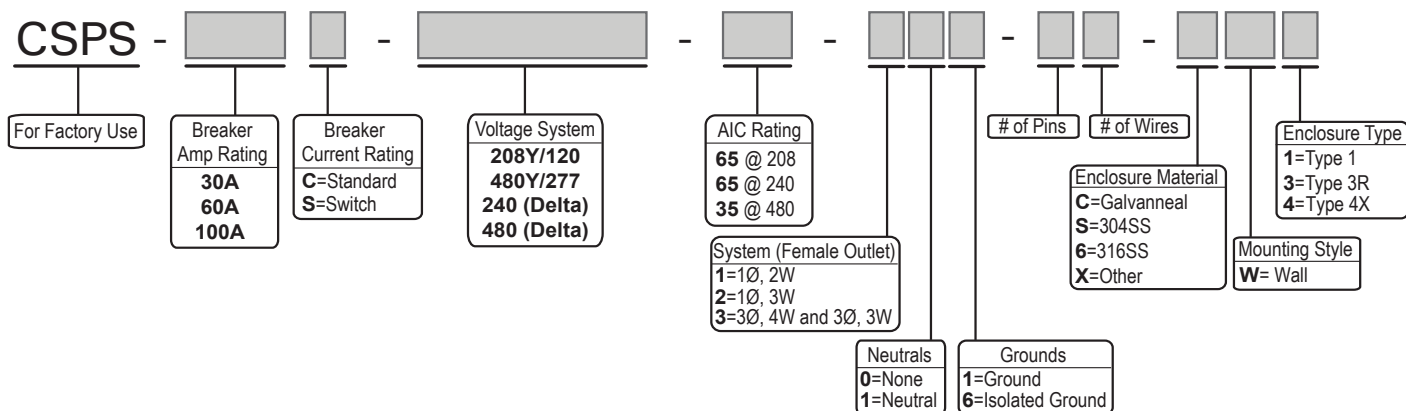 CSPS - - - - - -
For Factory Use
Breaker
Amp Rating
30A
60A
100A
Breaker
Current Rating
C=Standard
S=Switch
Voltage System
208Y/120
480Y/277
240 (Delta)
480 (Delta)
AIC Rating
65 @ 208
65 @ 240
35 @ 480
System (Female Outlet)
1=1Ø, 2W
2=1Ø, 3W
3=3Ø, 4W and 3Ø, 3W
Neutrals
0=None
1=Neutral
Grounds
1=Ground
6=Isolated Ground
# of Pins
# of Wires
Enclosure Material
C=Galvanneal
S=304SS
6=316SS
X=Other
Mounting Style
W= Wall
Enclosure Type
1=Type 1
3=Type 3R
4=Type 4X